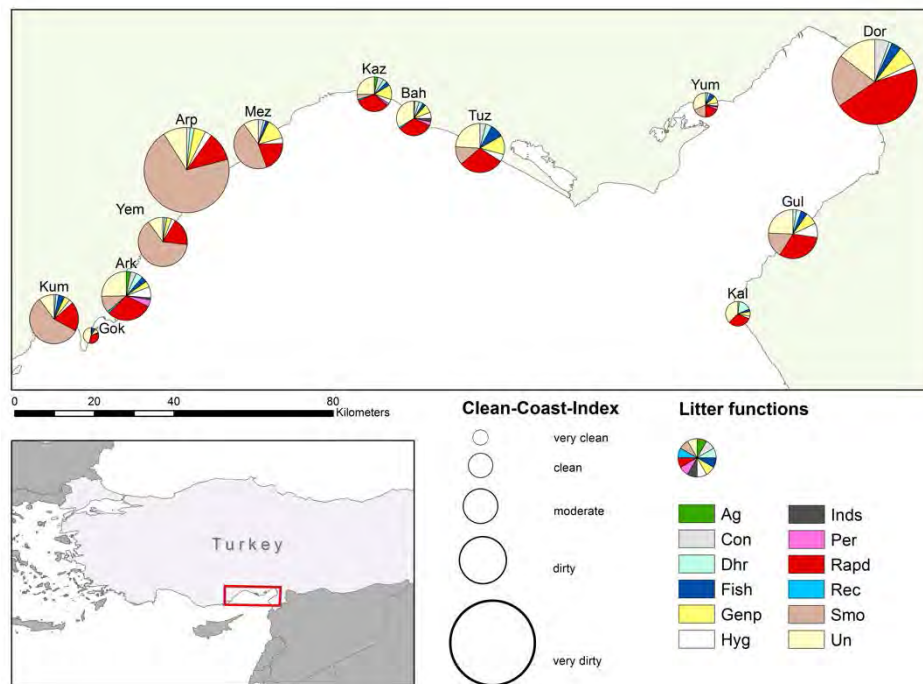 Dor
Kaz
Yum
Bah
Mez
Tuz
Arp
Gul
Yem
Ark
Kum
Kal
Gok
0 20 40 80
Kilometers
Clean-Coast-Index
very clean
clean
moderate
dirty
very dirty
Litter functions
Ag Inds
Con Per
Dhr Rapd
Fish Rec
Genp Smo
Hyg Un
Turkey